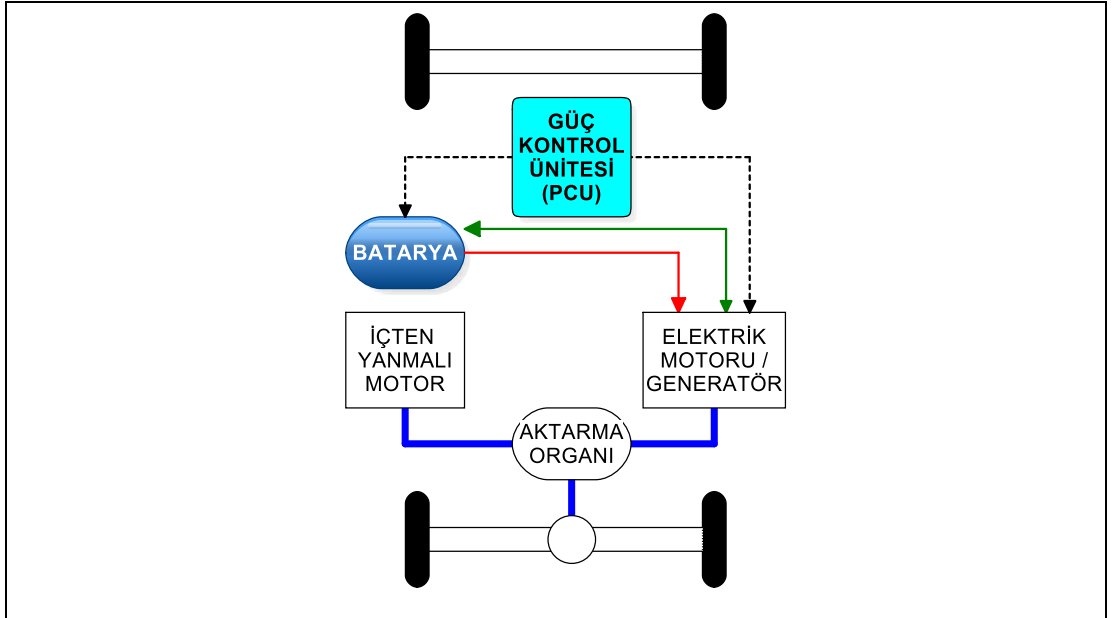 GÜÇ
KONTROL
ÜNİTESİ
(PCU)
BATARYA
İÇTEN
YANMALI
MOTOR
ELEKTRİK
MOTORU /
GENERATÖR
AKTARMA
ORGANI